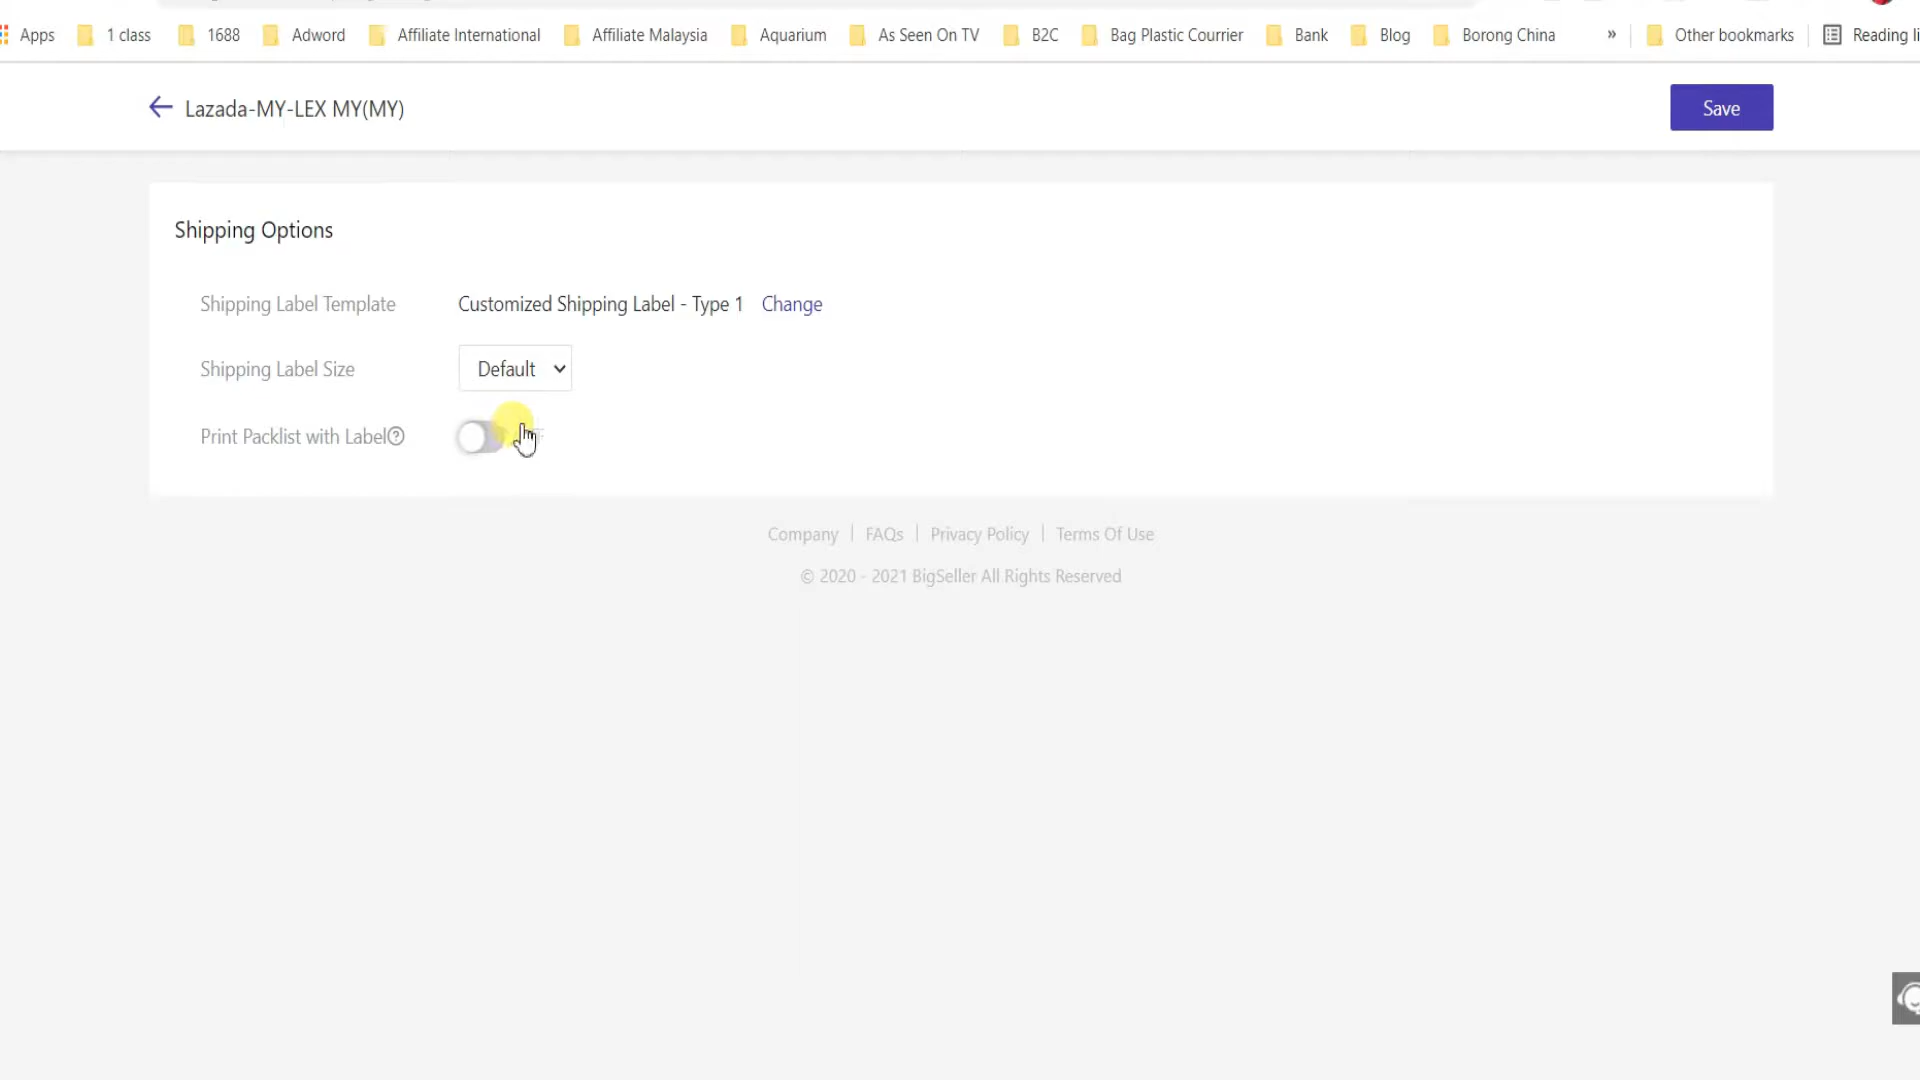 Apps 1 class 1688 Adword Affiliate International Affiliate Malaysia Aquarium As Seen On TV B2C Bag Plastic Courrier Bank Blog Borong China » Other bookmarks Reading li
Lazada-MY-LEX MY(MY) Save
Shipping Options
Shipping Label Template Customized Shipping Label - Type 1 Change
Shipping Label Size Default
Print Packlist with Label
Company | FAQs | Privacy Policy | Terms Of Use
© 2020 - 2021 BigSeller All Rights Reserved